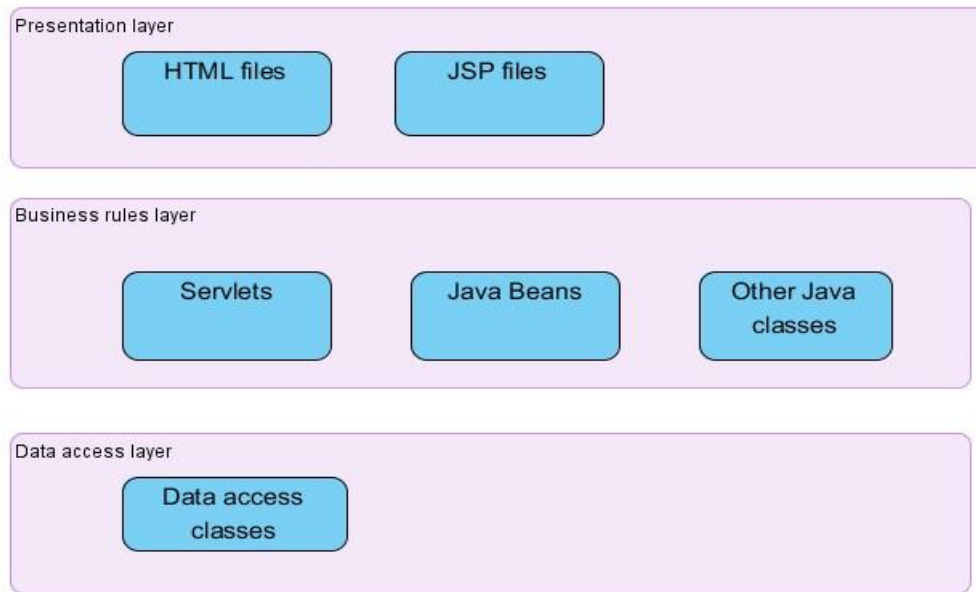 Presentation layer
HTML files
JSP files
Business rules layer
Servlets
Java Beans
Other Java
classes
Data access layer
Data access
classes